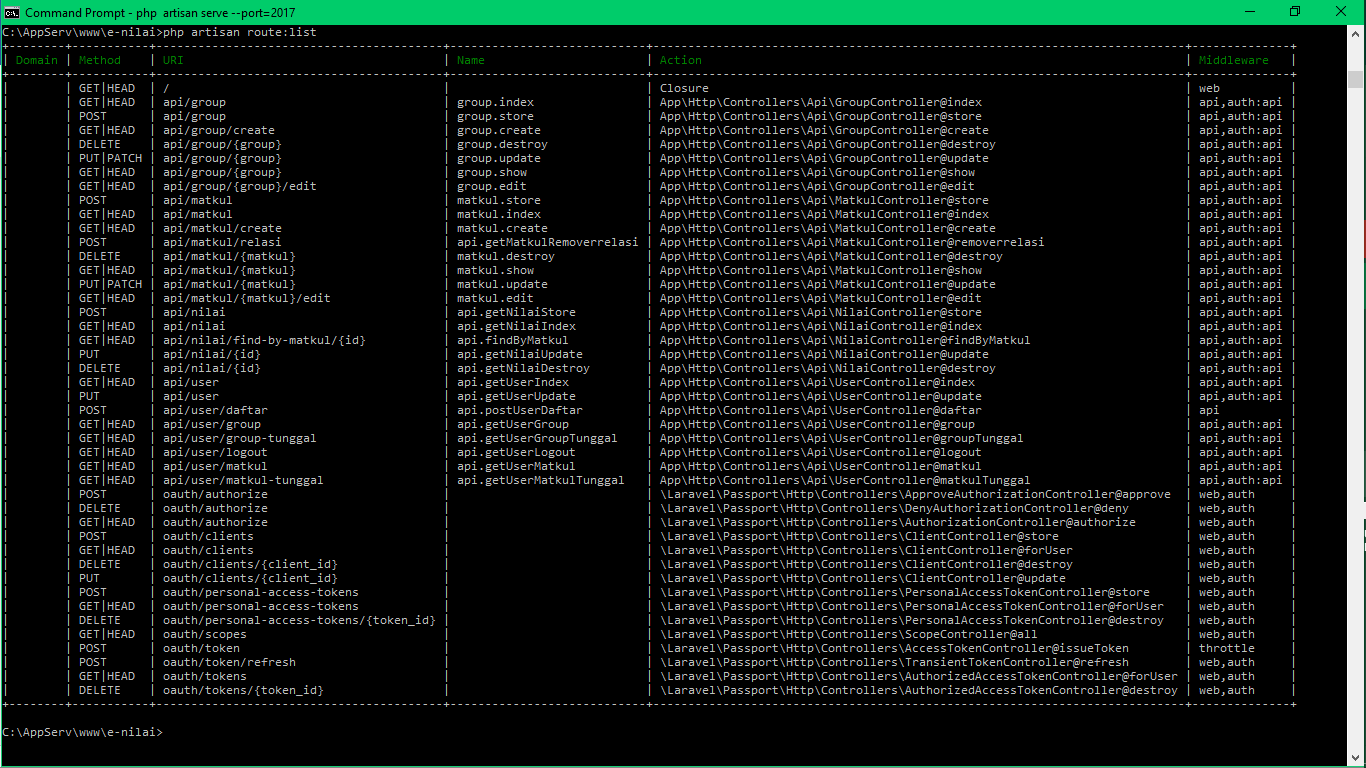 Command Prompt - php  artisan serve --port=2017
C:\AppServ\www\e-nilai>php artisan route:list
+--------+-----------+-----------------------------------------+----------------------------+----------------------------------------------------------------------------+--------------+
| Domain | Method    | URI                                     | Name                       | Action                                                                     | Middleware   |
+--------+-----------+-----------------------------------------+----------------------------+----------------------------------------------------------------------------+--------------+
|        | GET|HEAD  | /                                       |                            | Closure                                                                    | web          |
|        | GET|HEAD  | api/group                               | group.index                | App\Http\Controllers\Api\GroupController@index                             | api,auth:api |
|        | POST      | api/group                               | group.store                | App\Http\Controllers\Api\GroupController@store                             | api,auth:api |
|        | GET|HEAD  | api/group/create                        | group.create               | App\Http\Controllers\Api\GroupController@create                            | api,auth:api |
|        | DELETE    | api/group/{group}                       | group.destroy              | App\Http\Controllers\Api\GroupController@destroy                           | api,auth:api |
|        | PUT|PATCH | api/group/{group}                       | group.update               | App\Http\Controllers\Api\GroupController@update                            | api,auth:api |
|        | GET|HEAD  | api/group/{group}                       | group.show                 | App\Http\Controllers\Api\GroupController@show                              | api,auth:api |
|        | GET|HEAD  | api/group/{group}/edit                  | group.edit                 | App\Http\Controllers\Api\GroupController@edit                              | api,auth:api |
|        | POST      | api/matkul                              | matkul.store               | App\Http\Controllers\Api\MatkulController@store                            | api,auth:api |
|        | GET|HEAD  | api/matkul                              | matkul.index               | App\Http\Controllers\Api\MatkulController@index                            | api,auth:api |
|        | GET|HEAD  | api/matkul/create                       | matkul.create              | App\Http\Controllers\Api\MatkulController@create                           | api,auth:api |
|        | POST      | api/matkul/relasi                       | api.getMatkulRemoverrelasi | App\Http\Controllers\Api\MatkulController@removerrelasi                    | api,auth:api |
|        | DELETE    | api/matkul/{matkul}                     | matkul.destroy             | App\Http\Controllers\Api\MatkulController@destroy                          | api,auth:api |
|        | GET|HEAD  | api/matkul/{matkul}                     | matkul.show                | App\Http\Controllers\Api\MatkulController@show                             | api,auth:api |
|        | PUT|PATCH | api/matkul/{matkul}                     | matkul.update              | App\Http\Controllers\Api\MatkulController@update                           | api,auth:api |
|        | GET|HEAD  | api/matkul/{matkul}/edit                | matkul.edit                | App\Http\Controllers\Api\MatkulController@edit                             | api,auth:api |
|        | POST      | api/nilai                               | api.getNilaiStore          | App\Http\Controllers\Api\NilaiController@store                             | api,auth:api |
|        | GET|HEAD  | api/nilai                               | api.getNilaiIndex          | App\Http\Controllers\Api\NilaiController@index                             | api,auth:api |
|        | GET|HEAD  | api/nilai/find-by-matkul/{id}           | api.findByMatkul           | App\Http\Controllers\Api\NilaiController@findByMatkul                      | api,auth:api |
|        | PUT       | api/nilai/{id}                          | api.getNilaiUpdate         | App\Http\Controllers\Api\NilaiController@update                            | api,auth:api |
|        | DELETE    | api/nilai/{id}                          | api.getNilaiDestroy        | App\Http\Controllers\Api\NilaiController@destroy                           | api,auth:api |
|        | GET|HEAD  | api/user                                | api.getUserIndex           | App\Http\Controllers\Api\UserController@index                              | api,auth:api |
|        | PUT       | api/user                                | api.getUserUpdate          | App\Http\Controllers\Api\UserController@update                             | api,auth:api |
|        | POST      | api/user/daftar                         | api.postUserDaftar         | App\Http\Controllers\Api\UserController@daftar                             | api          |
|        | GET|HEAD  | api/user/group                          | api.getUserGroup           | App\Http\Controllers\Api\UserController@group                              | api,auth:api |
|        | GET|HEAD  | api/user/group-tunggal                  | api.getUserGroupTunggal    | App\Http\Controllers\Api\UserController@groupTunggal                       | api,auth:api |
|        | GET|HEAD  | api/user/logout                         | api.getUserLogout          | App\Http\Controllers\Api\UserController@logout                             | api,auth:api |
|        | GET|HEAD  | api/user/matkul                         | api.getUserMatkul          | App\Http\Controllers\Api\UserController@matkul                             | api,auth:api |
|        | GET|HEAD  | api/user/matkul-tunggal                 | api.getUserMatkulTunggal   | App\Http\Controllers\Api\UserController@matkulTunggal                      | api,auth:api |
|        | POST      | oauth/authorize                         |                            | \Laravel\Passport\Http\Controllers\ApproveAuthorizationController@approve  | web,auth     |
|        | DELETE    | oauth/authorize                         |                            | \Laravel\Passport\Http\Controllers\DenyAuthorizationController@deny        | web,auth     |
|        | GET|HEAD  | oauth/authorize                         |                            | \Laravel\Passport\Http\Controllers\AuthorizationController@authorize       | web,auth     |
|        | POST      | oauth/clients                           |                            | \Laravel\Passport\Http\Controllers\ClientController@store                  | web,auth     |
|        | GET|HEAD  | oauth/clients                           |                            | \Laravel\Passport\Http\Controllers\ClientController@forUser                | web,auth     |
|        | DELETE    | oauth/clients/{client_id}               |                            | \Laravel\Passport\Http\Controllers\ClientController@destroy                | web,auth     |
|        | PUT       | oauth/clients/{client_id}               |                            | \Laravel\Passport\Http\Controllers\ClientController@update                 | web,auth     |
|        | POST      | oauth/personal-access-tokens            |                            | \Laravel\Passport\Http\Controllers\PersonalAccessTokenController@store     | web,auth     |
|        | GET|HEAD  | oauth/personal-access-tokens            |                            | \Laravel\Passport\Http\Controllers\PersonalAccessTokenController@forUser   | web,auth     |
|        | DELETE    | oauth/personal-access-tokens/{token_id} |                            | \Laravel\Passport\Http\Controllers\PersonalAccessTokenController@destroy   | web,auth     |
|        | GET|HEAD  | oauth/scopes                            |                            | \Laravel\Passport\Http\Controllers\ScopeController@all                     | web,auth     |
|        | POST      | oauth/token                             |                            | \Laravel\Passport\Http\Controllers\AccessTokenController@issueToken        | throttle     |
|        | POST      | oauth/token/refresh                     |                            | \Laravel\Passport\Http\Controllers\TransientTokenController@refresh        | web,auth     |
|        | GET|HEAD  | oauth/tokens                            |                            | \Laravel\Passport\Http\Controllers\AuthorizedAccessTokenController@forUser | web,auth     |
|        | DELETE    | oauth/tokens/{token_id}                 |                            | \Laravel\Passport\Http\Controllers\AuthorizedAccessTokenController@destroy | web,auth     |
+--------+-----------+-----------------------------------------+----------------------------+----------------------------------------------------------------------------+--------------+
C:\AppServ\www\e-nilai>